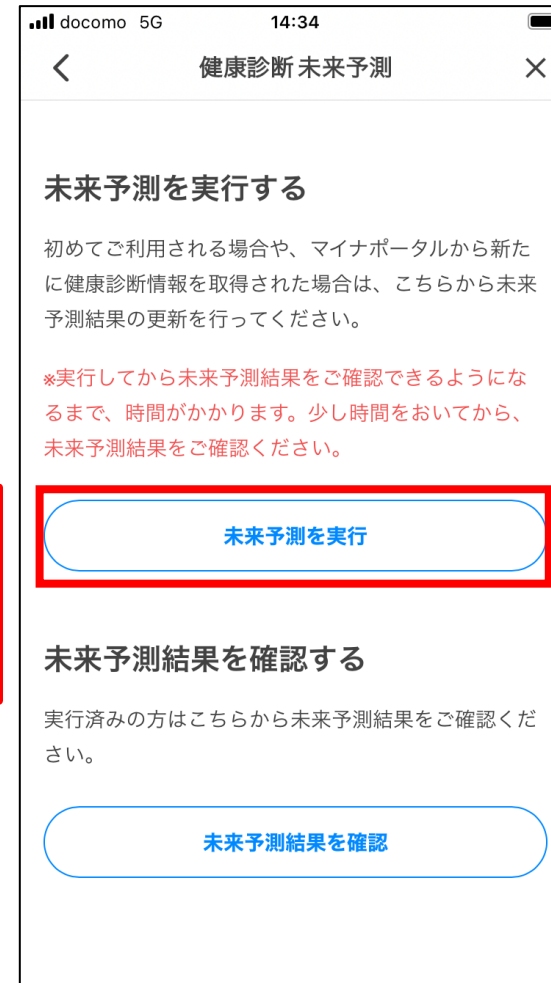 docomo 5G 14:34
健康診断 未来予測
未来予測を実行する
初めてご利用される場合や、マイナポータルから新た
に健康診断情報を取得された場合は、こちらから未来
予測結果の更新を行ってください。
※実行してから未来予測結果をご確認できるようにな
るまで、時間がかかります。少し時間をおいてから、
未来予測結果をご確認ください。
未来予測を実行
未来予測結果を確認する
実行済みの方はこちらから未来予測結果をご確認くだ
さい。
未来予測結果を確認